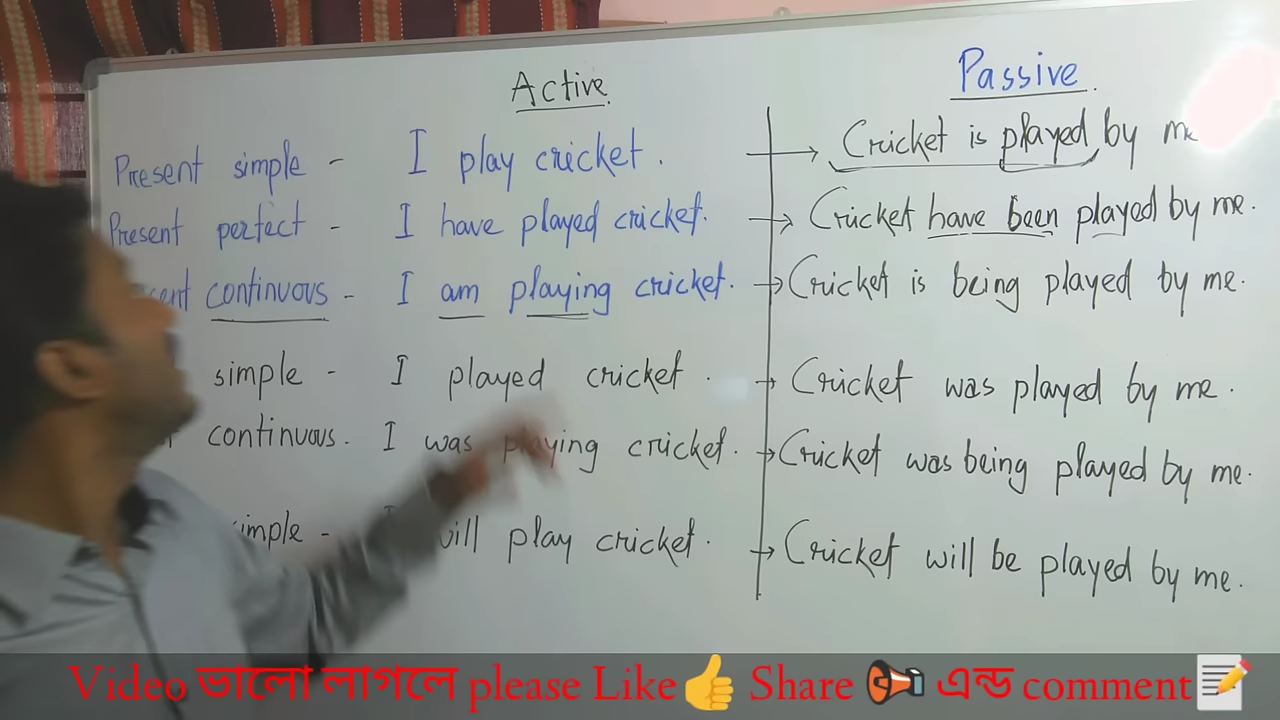 Active
Passive
Present simple - I play cricket. Cricket is played by me
Present perfect - I have played cricket. Cricket have been played by me.
continuous - I am playing cricket. Cricket is being played by me.
simple - I played cricket. Cricket was played by me.
continuous. I was playing cricket. Cricket was being played by me.
simple - I will play cricket. Cricket will be played by me.
Video ভালো লাগলে please Like👍 Share 📢 এন্ড comment📝